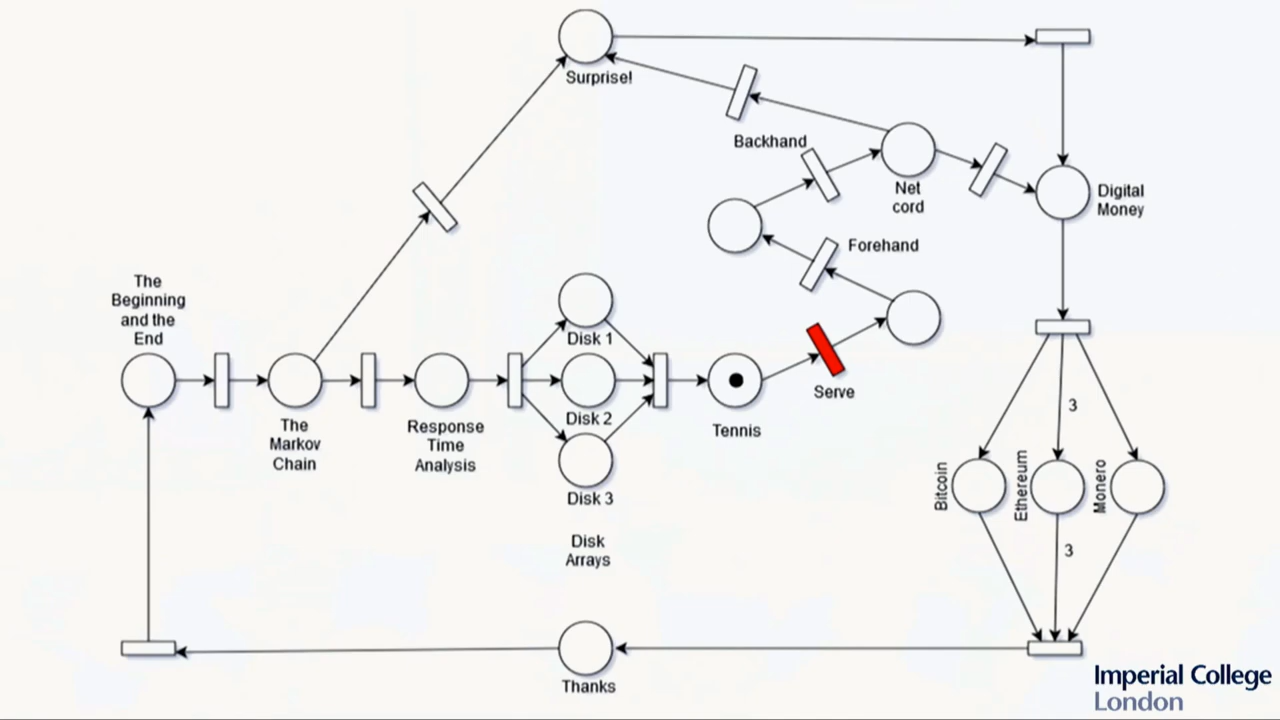 Surprise!
Backhand
Net
cord
Digital
Money
Forehand
The
Beginning
and the
End
Disk 1
Serve
The
Markov
Chain
Response
Time
Analysis
Disk 2
Tennis
3
Disk 3
Bitcoin
Ethereum
Monero
Disk
Arrays
3
Thanks
Imperial College
London